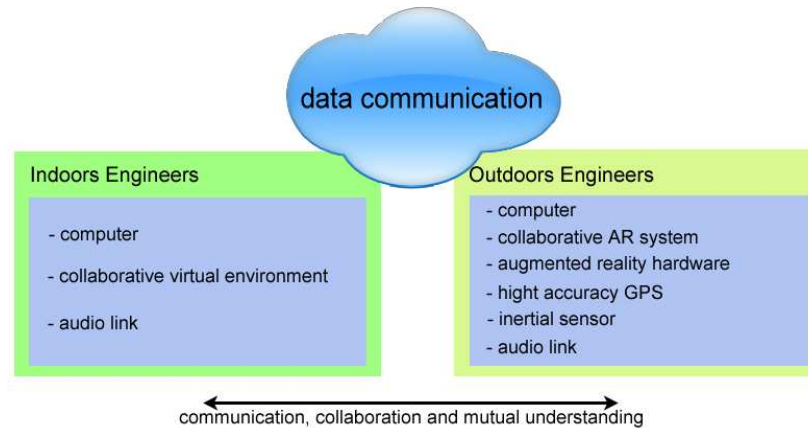 data communication
Indoors Engineers
- computer
- collaborative virtual environment
- audio link
Outdoors Engineers
- computer
- collaborative AR system
- augmented reality hardware
- hight accuracy GPS
- inertial sensor
- audio link
communication, collaboration and mutual understanding